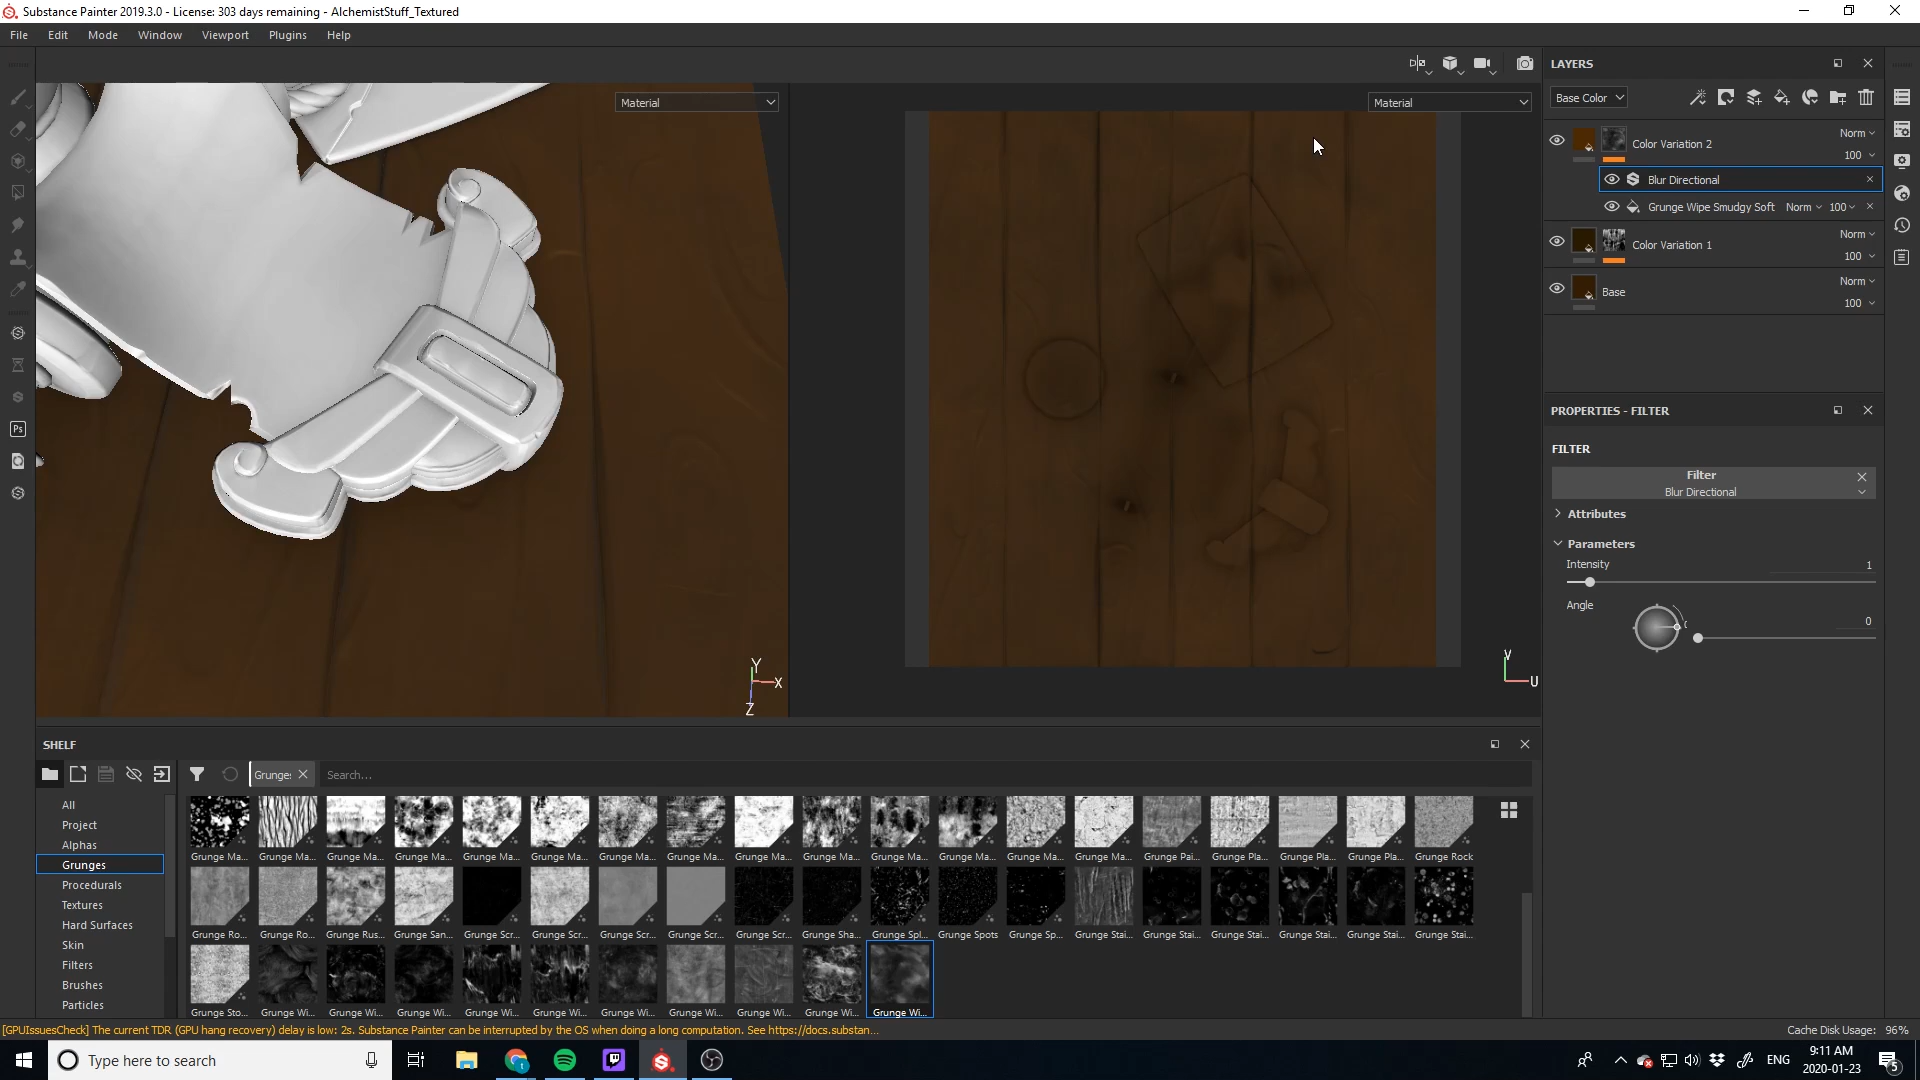 Substance Painter 2019.3.0 - License: 303 days remaining - AlchemistStuff_Textured
File Edit Mode Window Viewport Plugins Help
Material
Material
LAYERS
Base Color
Color Variation 2 Norm
100
Blur Directional
Grunge Wipe Smudgy Soft Norm 100
Color Variation 1 Norm
100
Base Norm
100
PROPERTIES - FILTER
FILTER
Filter
Blur Directional
Attributes
Parameters
Intensity 1
Angle 0
Y
X
Z
V
U
Ps
SHELF
Grunge: Search...
All
Project
Alphas
Grunges
Procedurals
Textures
Hard Surfaces
Skin
Filters
Brushes
Particles
Grunge Ma... Grunge Ma... Grunge Ma... Grunge Ma... Grunge Ma... Grunge Ma... Grunge Ma... Grunge Ma... Grunge Ma... Grunge Ma... Grunge Ma... Grunge Ma... Grunge Ma... Grunge Ma... Grunge Pai... Grunge Pla... Grunge Pla... Grunge Pla... Grunge Rock
Grunge Ro... Grunge Ro... Grunge Rus... Grunge San... Grunge Scr... Grunge Scr... Grunge Scr... Grunge Scr... Grunge Scr... Grunge Sha... Grunge Spl... Grunge Spots Grunge Sp... Grunge Stai... Grunge Stai... Grunge Stai... Grunge Stai... Grunge Stai... Grunge Stai...
Grunge Sto... Grunge Wi... Grunge Wi... Grunge Wi... Grunge Wi... Grunge Wi... Grunge Wi... Grunge Wi... Grunge Wi... Grunge Wi... Grunge Wi...
[GPUIssuesCheck] The current TDR (GPU hang recovery) delay is low: 2s. Substance Painter can be interrupted by the OS when doing a long computation. See https://docs.substan...
Cache Disk Usage: 96%
Type here to search
ENG
9:11 AM
2020-01-23
5